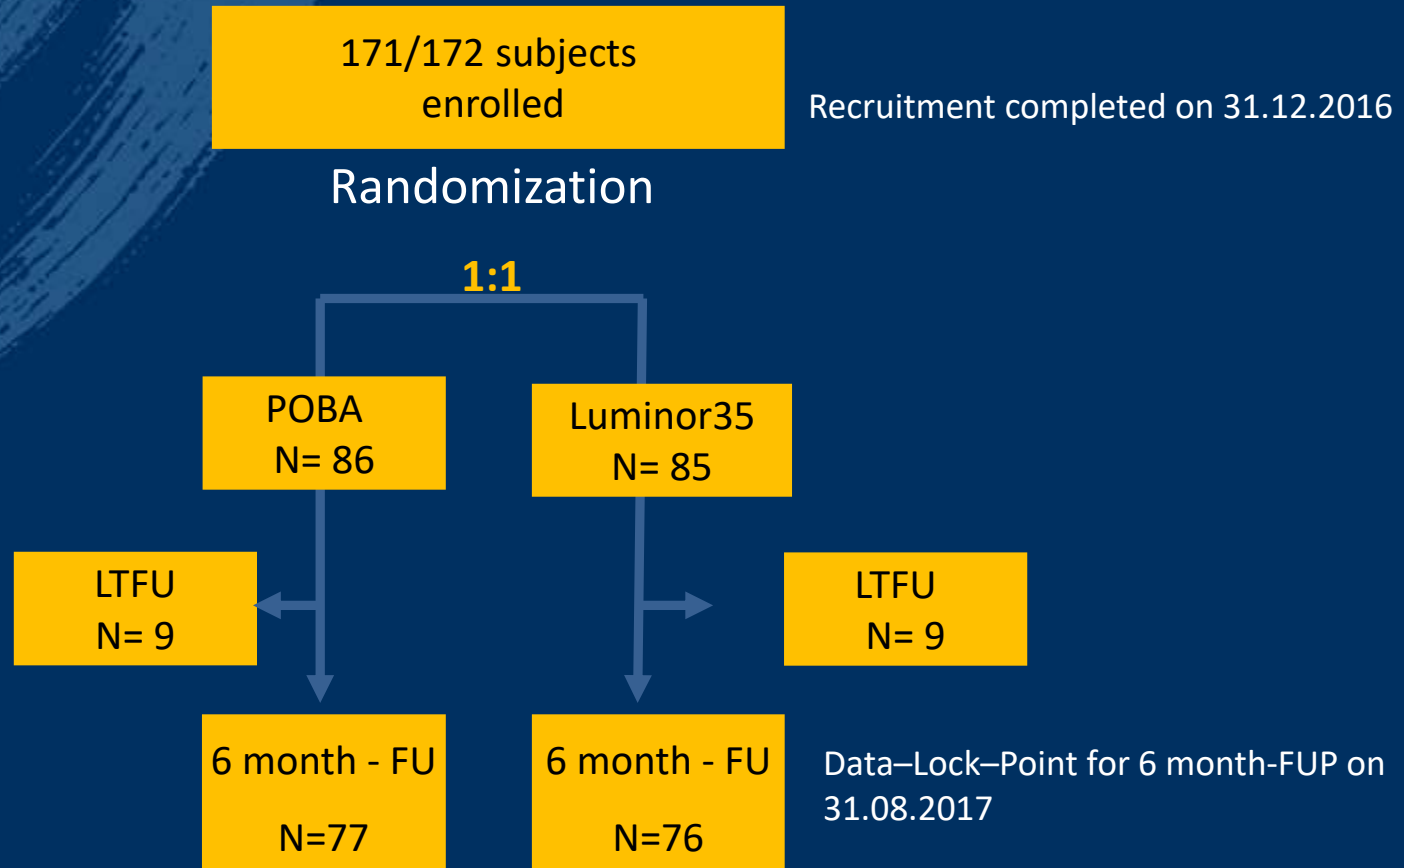 171/172 subjects
enrolled
Recruitment completed on 31.12.2016
Randomization
1:1
POBA
N= 86
Luminor35
N= 85
LTFU
N= 9
LTFU
N= 9
6 month - FU
N=77
6 month - FU
N=76
Data–Lock–Point for 6 month-FUP on
31.08.2017